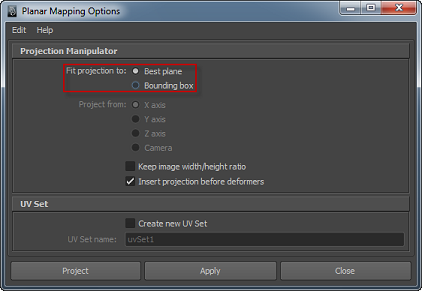 Planar Mapping Options
Edit Help
Projection Manipulator
Fit projection to: Best plane
Bounding box
Project from: X axis
Y axis
Z axis
Camera
Keep image width/height ratio
Insert projection before deformers
UV Set
Create new UV Set
UV Set name: uvSet1
Project Apply Close